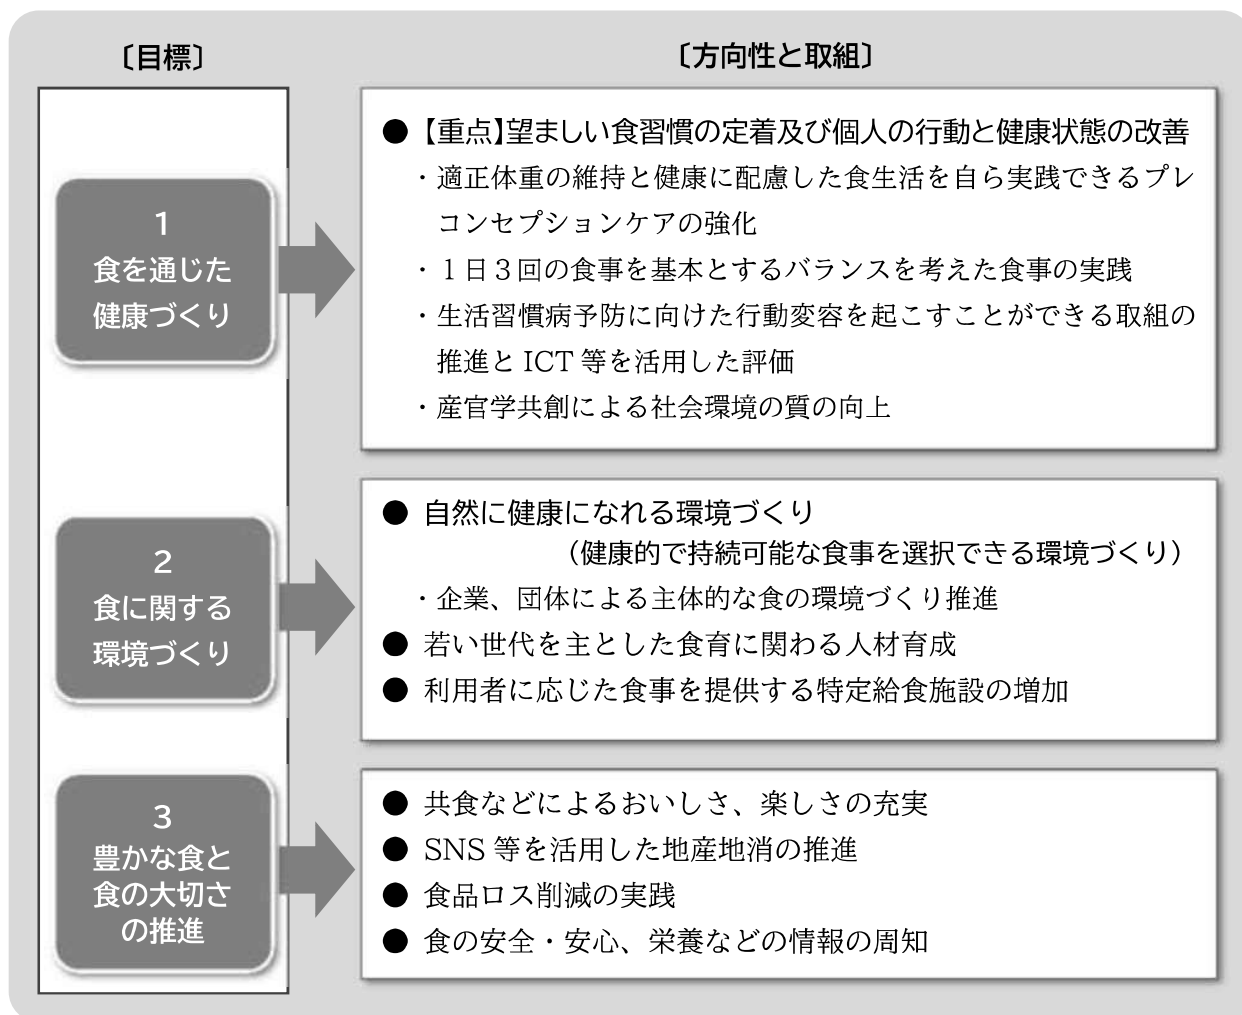 〔目標〕
〔方向性と取組〕
1
食を通じた
健康づくり
●【重点】望ましい食習慣の定着及び個人の行動と健康状態の改善
・適正体重の維持と健康に配慮した食生活を自ら実践できるプレ
コンセプションケアの強化
・１日３回の食事を基本とするバランスを考えた食事の実践
・生活習慣病予防に向けた行動変容を起こすことができる取組の
推進と ICT 等を活用した評価
・産官学共創による社会環境の質の向上
2
食に関する
環境づくり
● 自然に健康になれる環境づくり
（健康的で持続可能な食事を選択できる環境づくり）
・企業、団体による主体的な食の環境づくり推進
● 若い世代を主とした食育に関わる人材育成
● 利用者に応じた食事を提供する特定給食施設の増加
3
豊かな食と
食の大切さ
の推進
● 共食などによるおいしさ、楽しさの充実
● SNS 等を活用した地産地消の推進
● 食品ロス削減の実践
● 食の安全・安心、栄養などの情報の周知